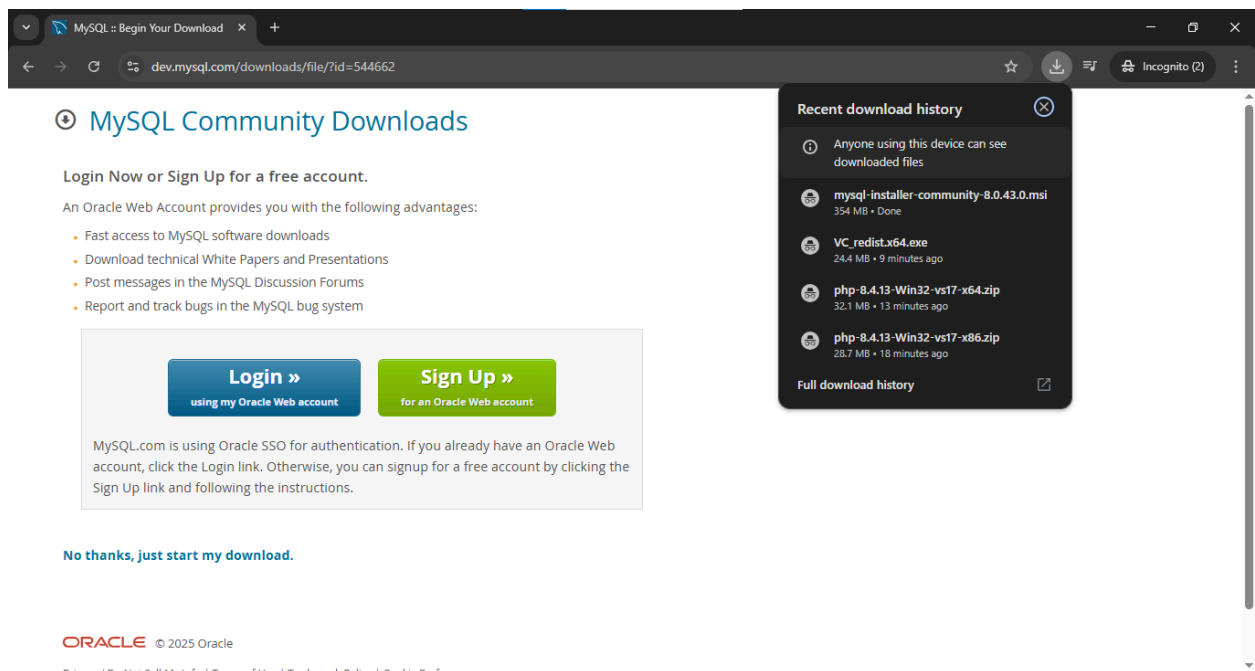 MySQL :: Begin Your Download
dev.mysql.com/downloads/file/?id=544662
Incognito (2)
MySQL Community Downloads
Login Now or Sign Up for a free account.
An Oracle Web Account provides you with the following advantages:
Fast access to MySQL software downloads
Download technical White Papers and Presentations
Post messages in the MySQL Discussion Forums
Report and track bugs in the MySQL bug system
Login »
using my Oracle Web account
Sign Up »
for an Oracle Web account
MySQL.com is using Oracle SSO for authentication. If you already have an Oracle Web
account, click the Login link. Otherwise, you can signup for a free account by clicking the
Sign Up link and following the instructions.
No thanks, just start my download.
ORACLE © 2025 Oracle
Recent download history
Anyone using this device can see
downloaded files
mysql-installer-community-8.0.43.0.msi
354 MB • Done
VC_redist.x64.exe
24.4 MB • 9 minutes ago
php-8.4.13-Win32-vs17-x64.zip
32.1 MB • 13 minutes ago
php-8.4.13-Win32-vs17-x86.zip
28.7 MB • 18 minutes ago
Full download history